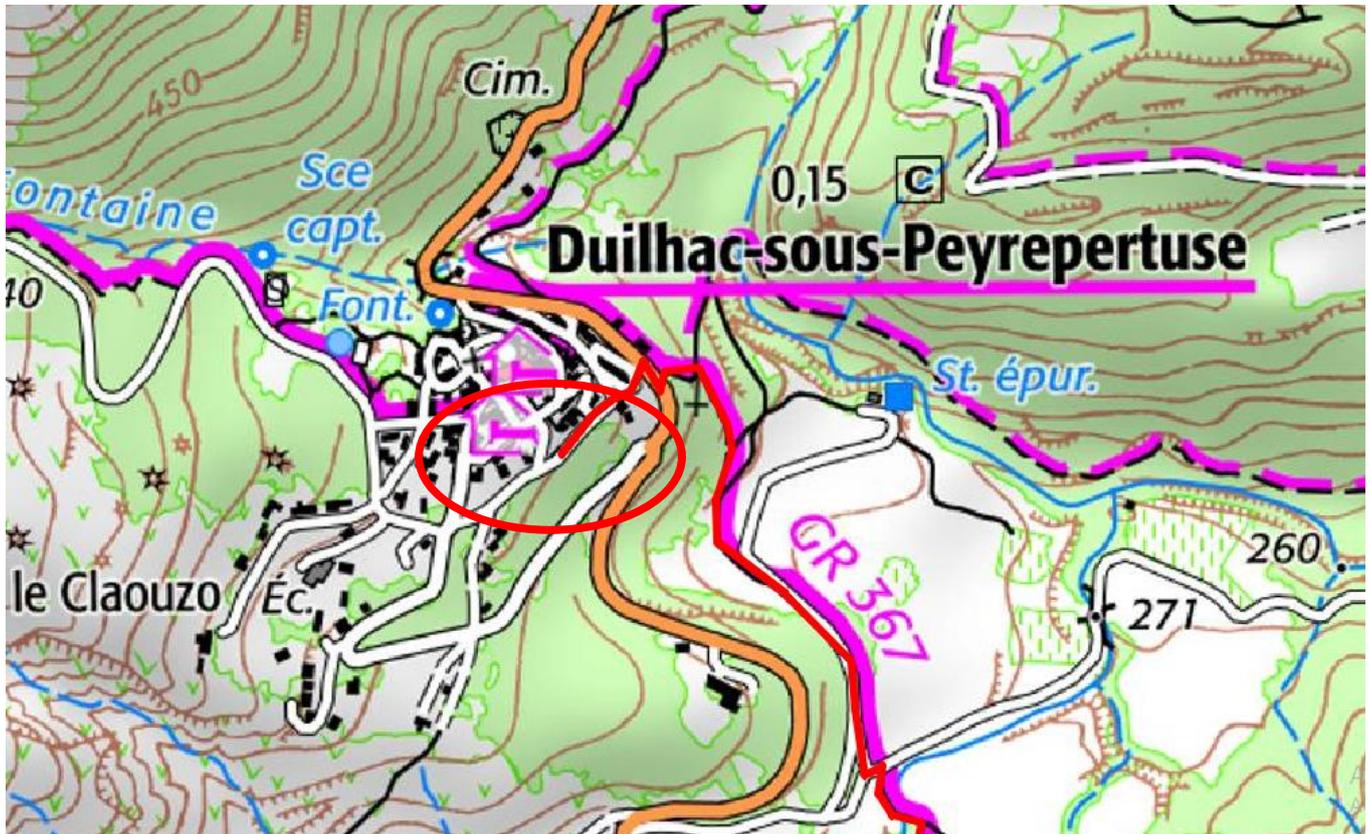 450
Cim.
Sce
capt.
ontaine
0,15
C
Duilhac-sous-Peyrepertuse
40
Font.
St. épur.
GR 367
260
le Claouzo
Éc.
271